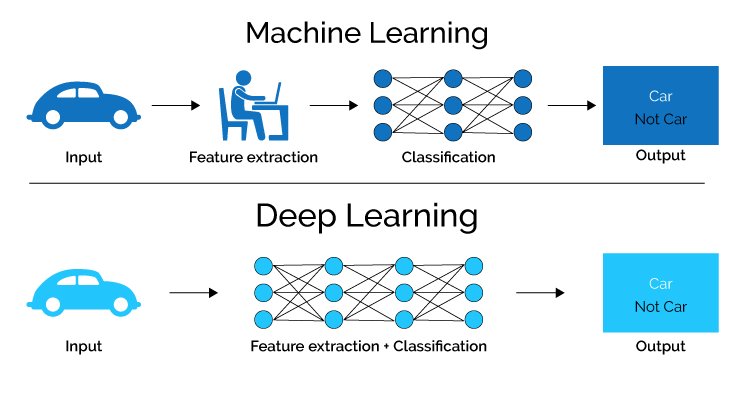 Machine Learning
Car
Not Car
Input
Feature extraction
Classification
Output
Deep Learning
Car
Not Car
Input
Feature extraction + Classification
Output